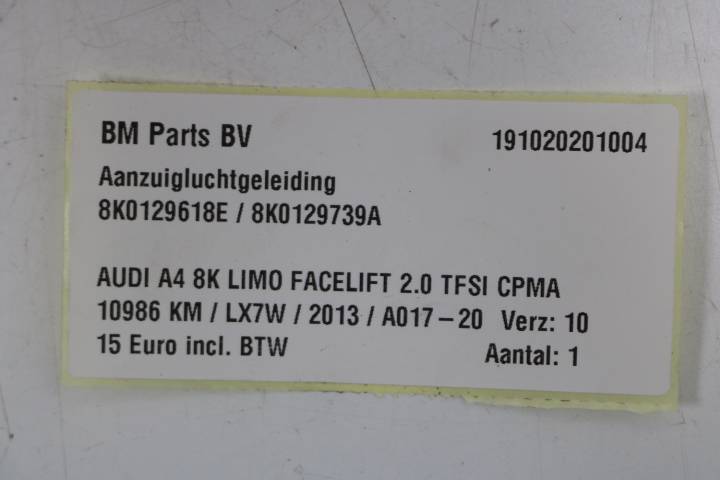 BM Parts BV 191020201004
Aanzuigluchtgeleiding
8K0129618E / 8K0129739A
AUDI A4 8K LIMO FACELIFT 2.0 TFSI CPMA
10986 KM / LX7W / 2013 / A017-20 Verz: 10
15 Euro incl. BTW Aantal: 1